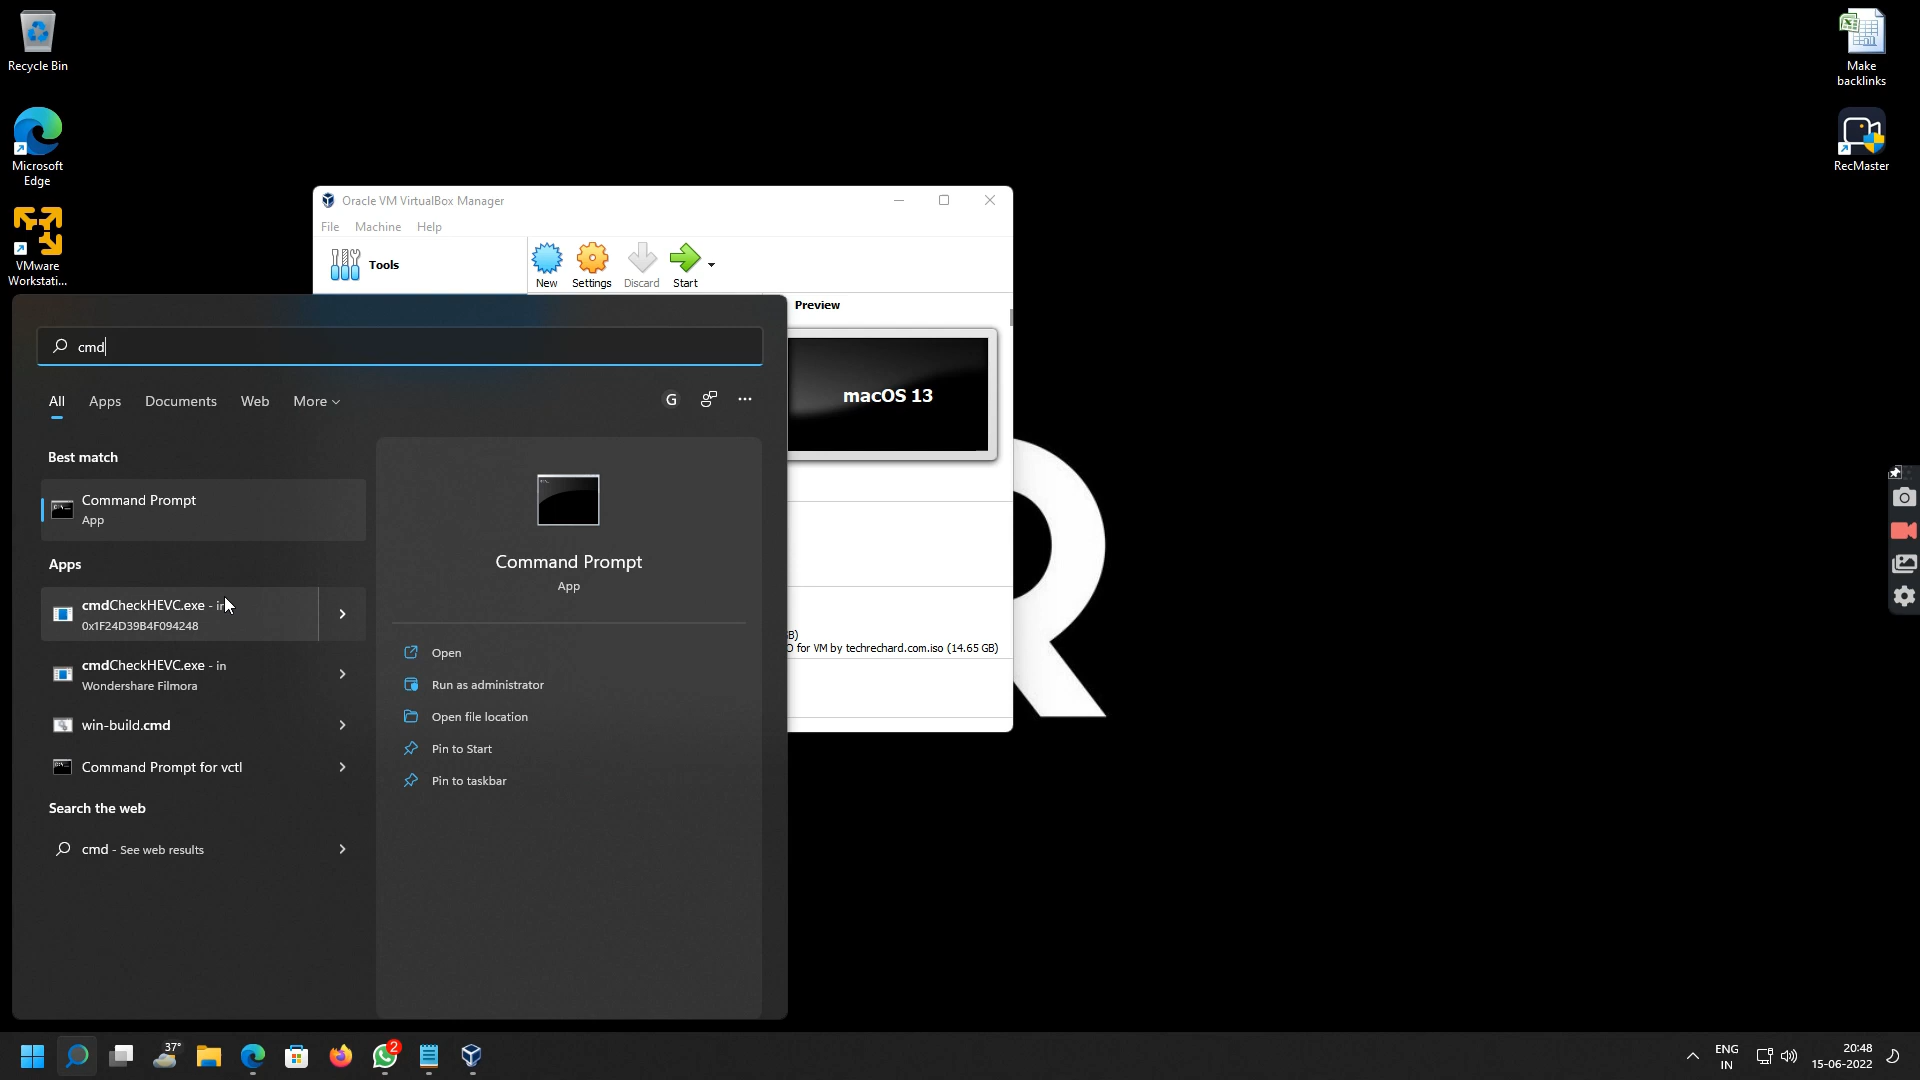 Recycle Bin
Microsoft
Edge
VMware
Workstati...
Make
backlinks
RecMaster
Oracle VM VirtualBox Manager
File Machine Help
Tools
New Settings Discard Start
Preview
macOS 13
O for VM by techrechard.com.iso (14.65 GB)
cmd
All Apps Documents Web More
G
Best match
Command Prompt
App
Apps
cmdCheckHEVC.exe - in
0x1F24D39B4F094248
cmdCheckHEVC.exe - in
Wondershare Filmora
win-build.cmd
Command Prompt for vctl
Search the web
cmd - See web results
Command Prompt
App
Open
Run as administrator
Open file location
Pin to Start
Pin to taskbar
R
37°
2
ENG
IN
20:48
15-06-2022